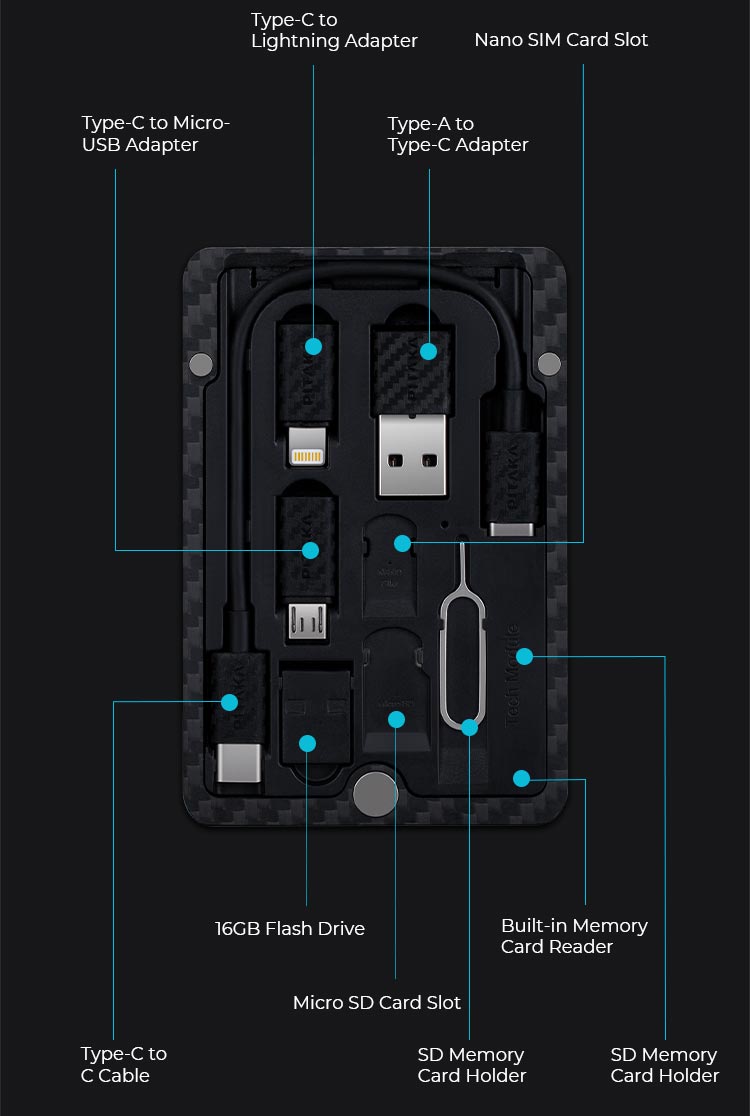 Type-C to
Lightning Adapter
Nano SIM Card Slot
Type-C to Micro-
USB Adapter
Type-A to
Type-C Adapter
PITAKA
PITAKA
PITAKA
PITAKA
PITAKA
Tech Module
16GB Flash Drive
Built-in Memory
Card Reader
Micro SD Card Slot
Type-C to
C Cable
SD Memory
Card Holder
SD Memory
Card Holder